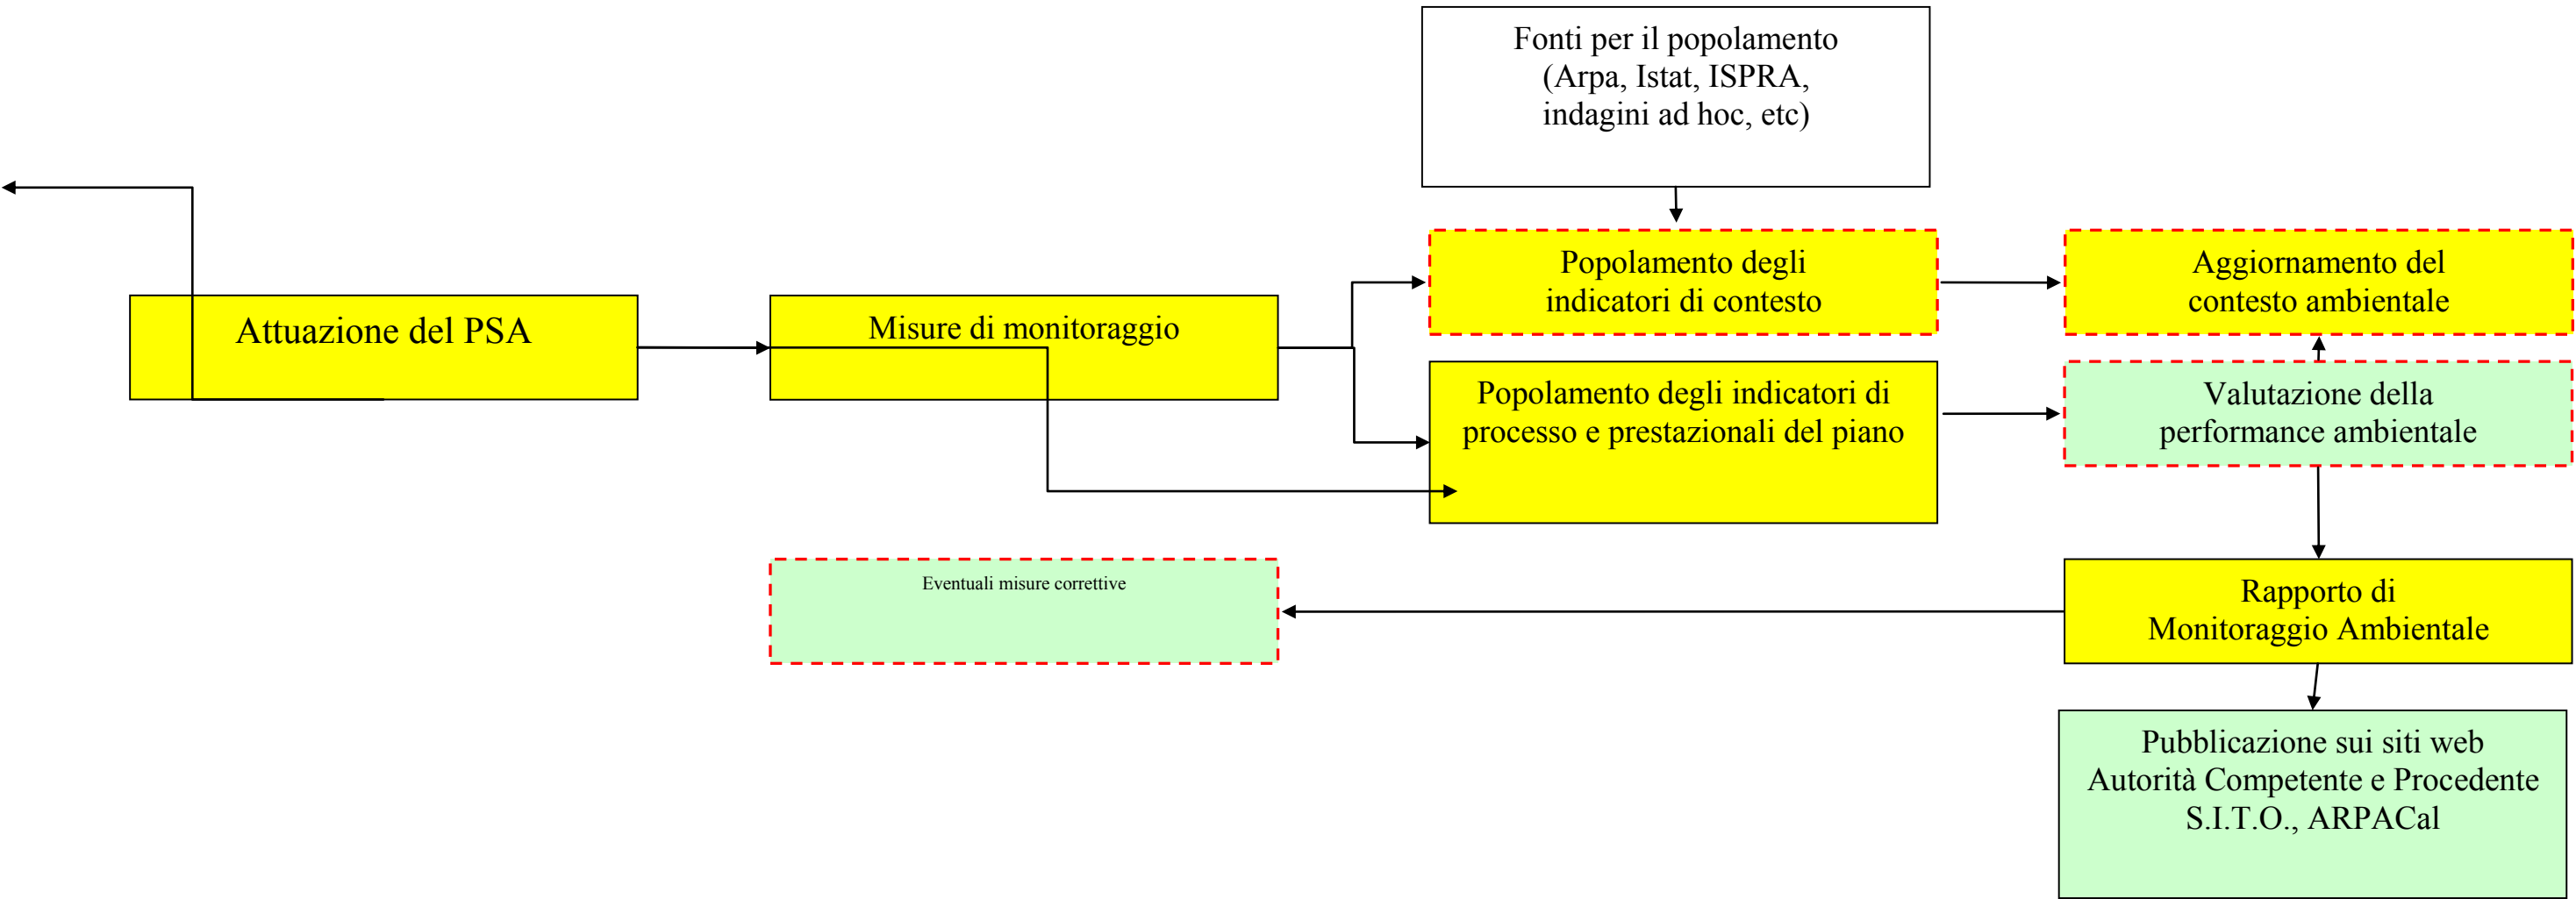 Fonti per il popolamento
(Arpa, Istat, ISPRA,
indagini ad hoc, etc)
Popolamento degli
indicatori di contesto
Aggiornamento del
contesto ambientale
Attuazione del PSA
Misure di monitoraggio
Popolamento degli indicatori di
processo e prestazionali del piano
Valutazione della
performance ambientale
Eventuali misure correttive
Rapporto di
Monitoraggio Ambientale
Pubblicazione sui siti web
Autorità Competente e Procedente
S.I.T.O., ARPACal